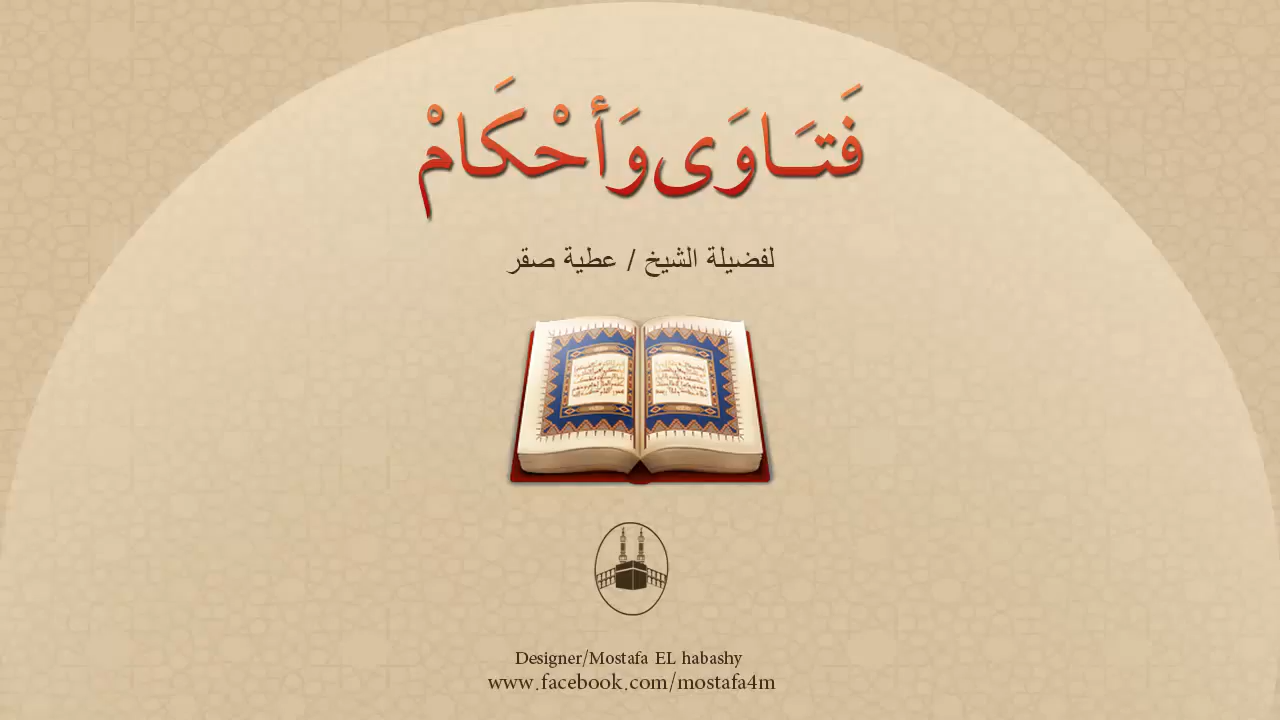 فَتَاوَى وَأَحْكَامْ
لفضيلة الشيخ / عطية صقر
Designer/Mostafa EL habashy
www.facebook.com/mostafa4m